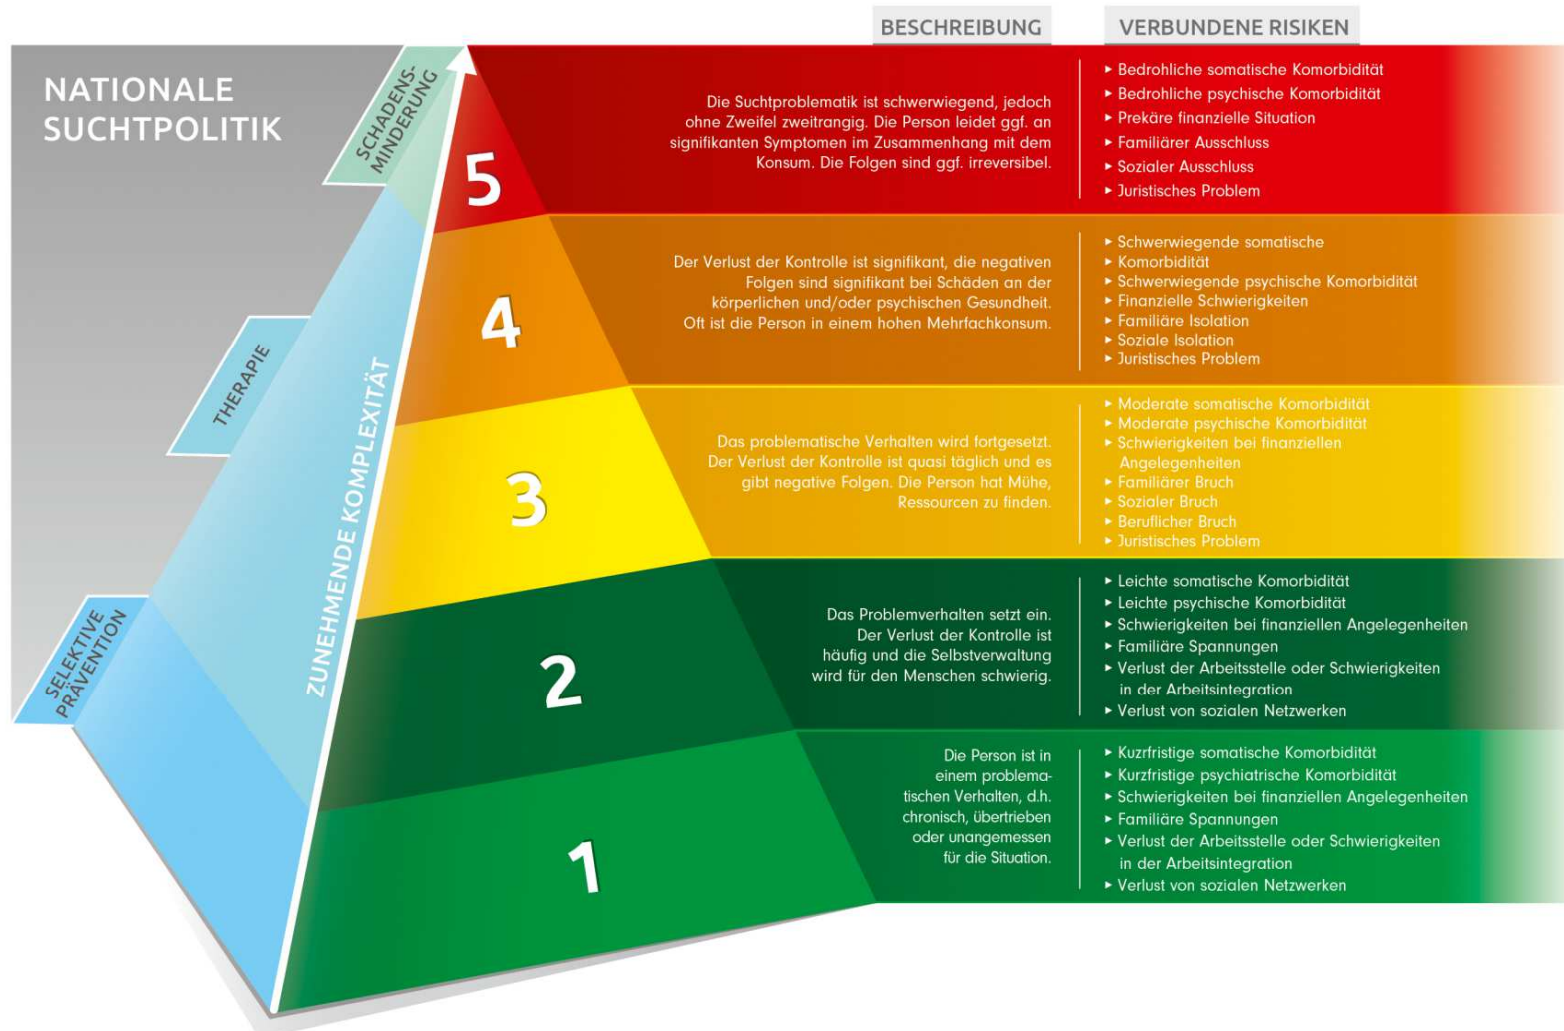 BESCHREIBUNG
VERBUNDENE RISIKEN
NATIONALE
SUCHTPOLITIK
SCHADENS-
MINDERUNG
THERAPIE
SELEKTIVE
PRÄVENTION
ZUNEHMENDE KOMPLEXITÄT
5
Die Suchtproblematik ist schwerwiegend, jedoch
ohne Zweifel zweitrangig. Die Person leidet ggf. an
signifikanten Symptomen im Zusammenhang mit dem
Konsum. Die Folgen sind ggf. irreversibel.
▸ Bedrohliche somatische Komorbidität
▸ Bedrohliche psychische Komorbidität
▸ Prekäre finanzielle Situation
▸ Familiärer Ausschluss
▸ Sozialer Ausschluss
▸ Juristisches Problem
4
Der Verlust der Kontrolle ist signifikant, die negativen
Folgen sind signifikant bei Schäden an der
körperlichen und/oder psychischen Gesundheit.
Oft ist die Person in einem hohen Mehrfachkonsum.
▸ Schwerwiegende somatische
▸ Komorbidität
▸ Schwerwiegende psychische Komorbidität
▸ Finanzielle Schwierigkeiten
▸ Familiäre Isolation
▸ Soziale Isolation
▸ Juristisches Problem
3
Das problematische Verhalten wird fortgesetzt.
Der Verlust der Kontrolle ist quasi täglich und es
gibt negative Folgen. Die Person hat Mühe,
Ressourcen zu finden.
▸ Moderate somatische Komorbidität
▸ Moderate psychische Komorbidität
▸ Schwierigkeiten bei finanziellen
Angelegenheiten
▸ Familiärer Bruch
▸ Sozialer Bruch
▸ Beruflicher Bruch
▸ Juristisches Problem
2
Das Problemverhalten setzt ein.
Der Verlust der Kontrolle ist
häufig und die Selbstverwaltung
wird für den Menschen schwierig.
▸ Leichte somatische Komorbidität
▸ Leichte psychische Komorbidität
▸ Schwierigkeiten bei finanziellen Angelegenheiten
▸ Familiäre Spannungen
▸ Verlust der Arbeitsstelle oder Schwierigkeiten
in der Arbeitsintegration
▸ Verlust von sozialen Netzwerken
1
Die Person ist in
einem problema-
tischen Verhalten, d.h.
chronisch, übertrieben
oder unangemessen
für die Situation.
▸ Kuzrfristige somatische Komorbidität
▸ Kurzfristige psychiatrische Komorbidität
▸ Schwierigkeiten bei finanziellen Angelegenheiten
▸ Familiäre Spannungen
▸ Verlust der Arbeitsstelle oder Schwierigkeiten
in der Arbeitsintegration
▸ Verlust von sozialen Netzwerken